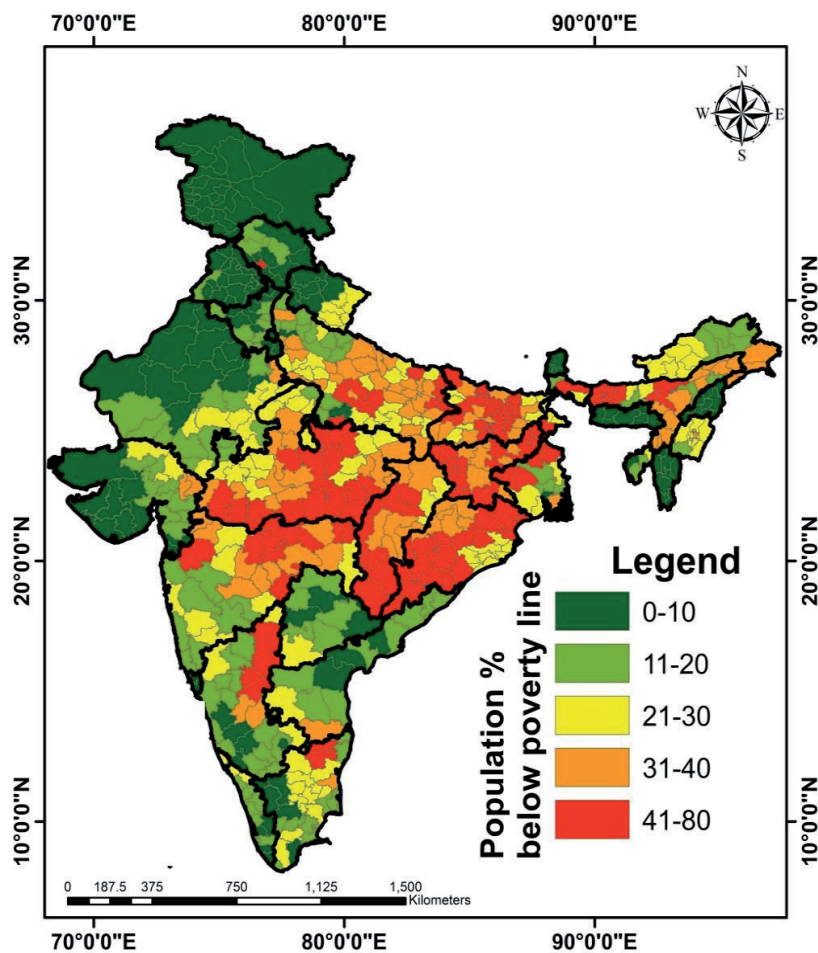 70°0'0"E 80°0'0"E 90°0'0"E
N
W E
S
30°0'0"N 30°0'0"N
20°0'0"N 20°0'0"N
10°0'0"N 10°0'0"N
Legend
Population %
below poverty line
0-10
11-20
21-30
31-40
41-80
0 187.5 375 750 1,125 1,500
Kilometers
70°0'0"E 80°0'0"E 90°0'0"E